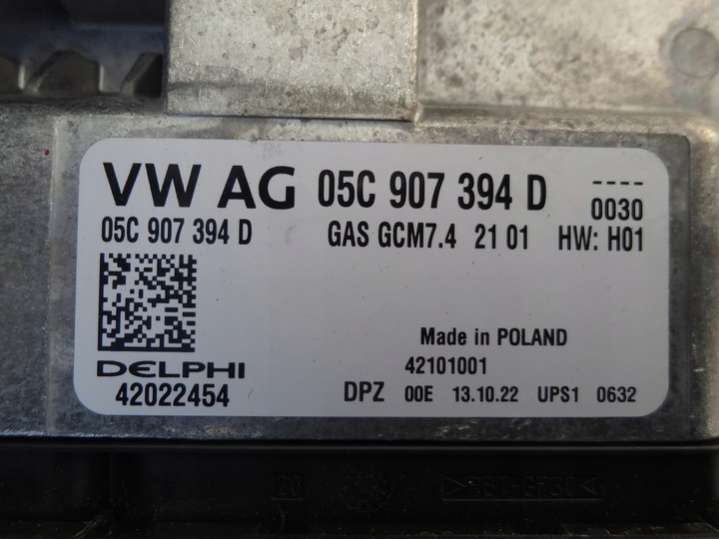 VW AG 05C 907 394 D ----
0030
05C 907 394 D GAS GCM7.4 21 01 HW: H01
Made in POLAND
DELPHI 42101001
42022454 DPZ 00E 13.10.22 UPS1 0632